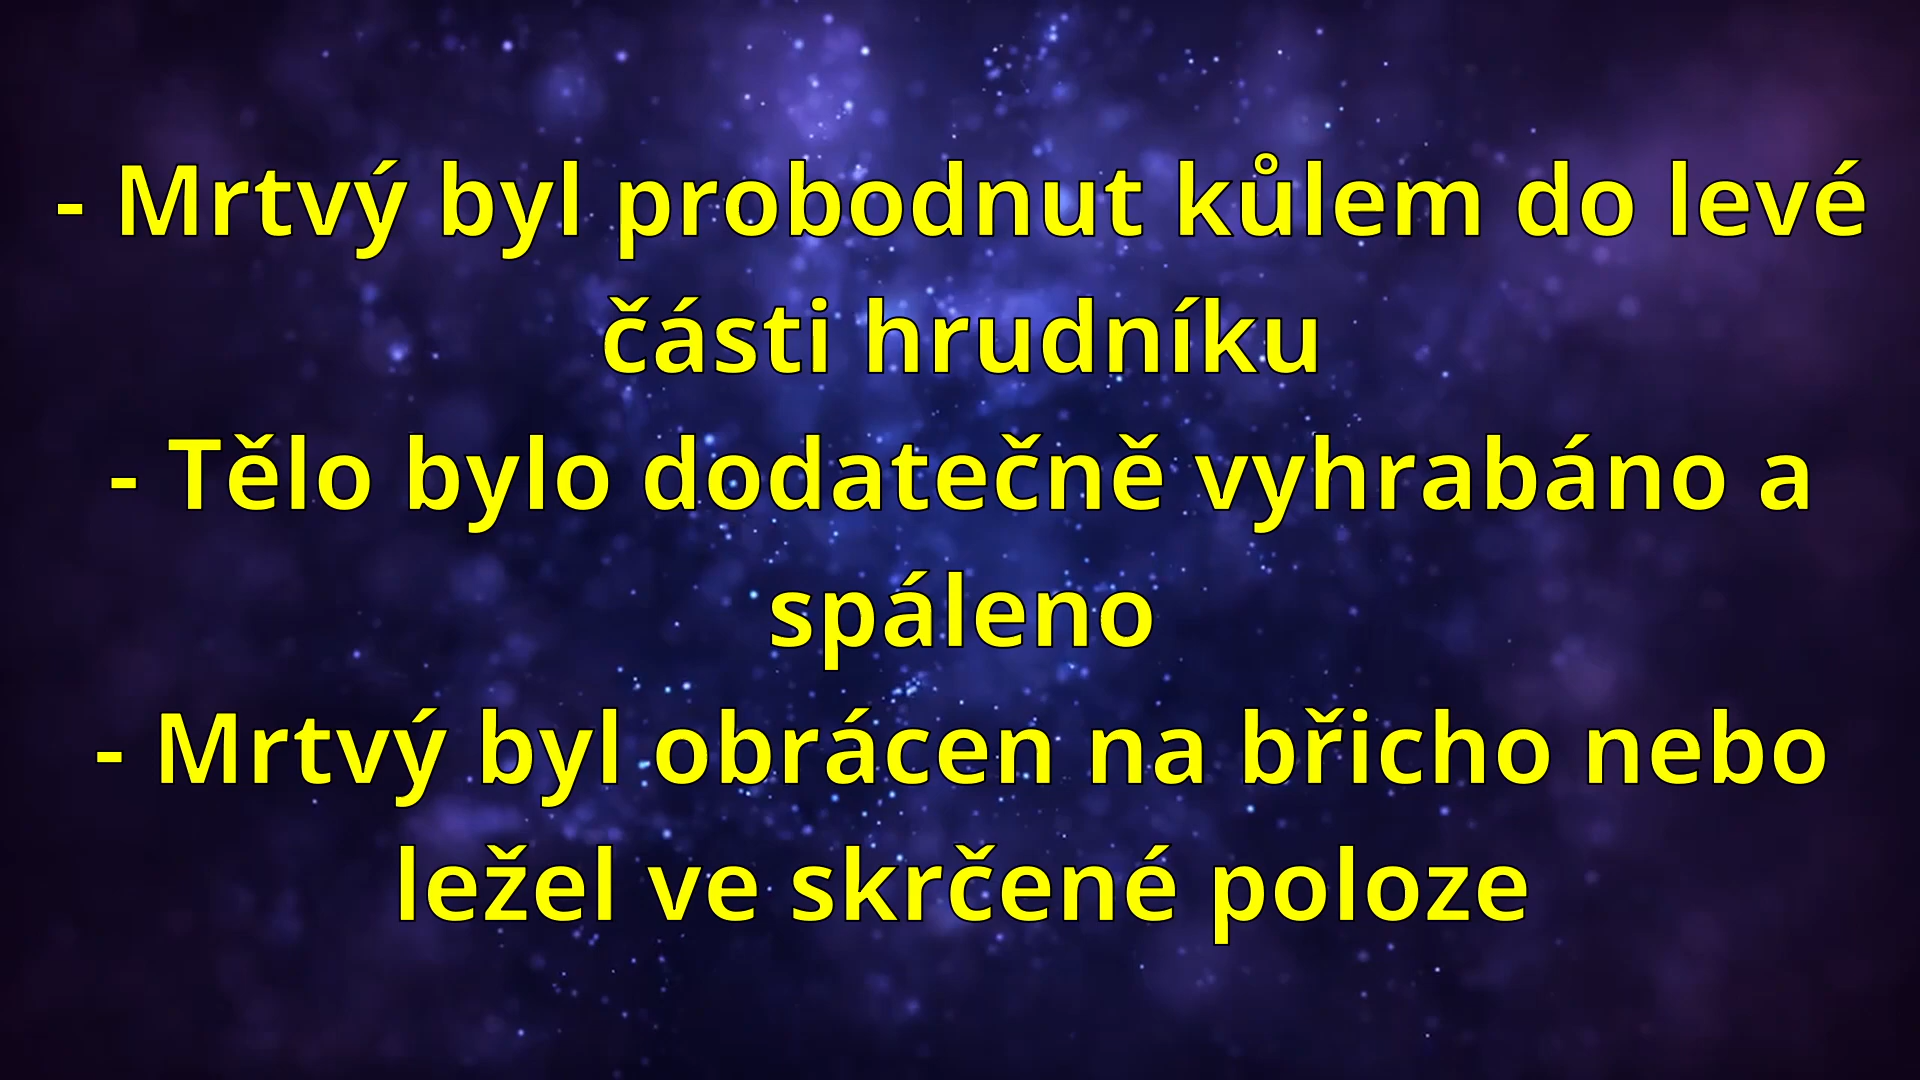 - Mrtvý byl probodnut kůlem do levé
části hrudníku
- Tělo bylo dodatečně vyhrabáno a
spáleno
- Mrtvý byl obrácen na břicho nebo
ležel ve skrčené poloze